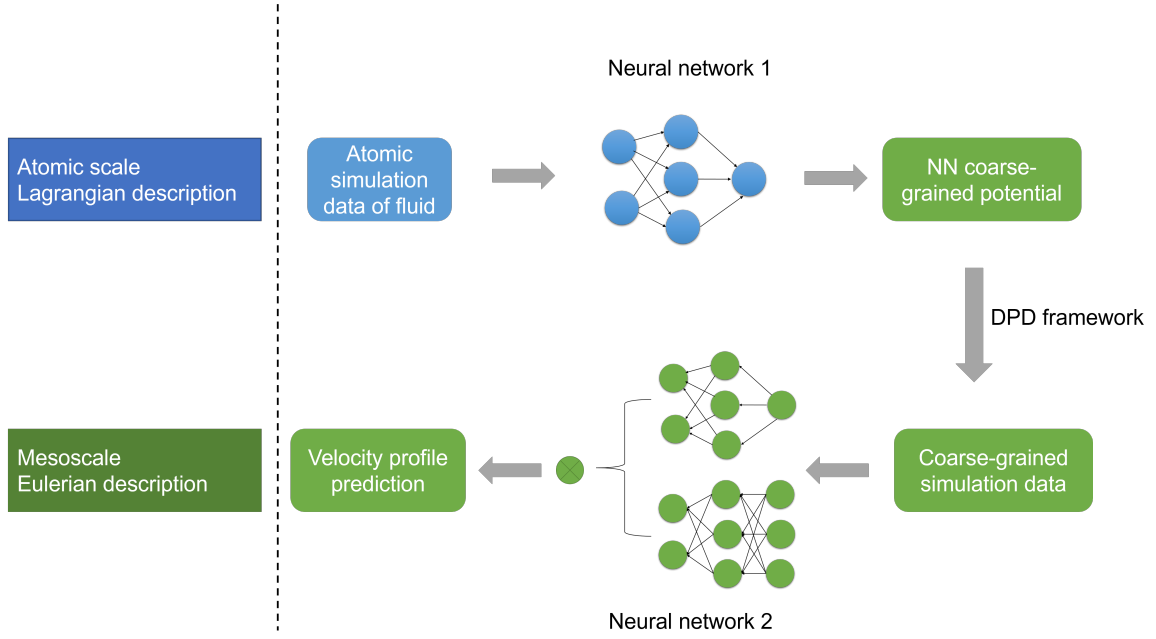 Neural network 1
Atomic scale
Lagrangian description
Atomic
simulation
data of fluid
NN coarse-
grained potential
DPD framework
Mesoscale
Eulerian description
Velocity profile
prediction
Coarse-grained
simulation data
Neural network 2